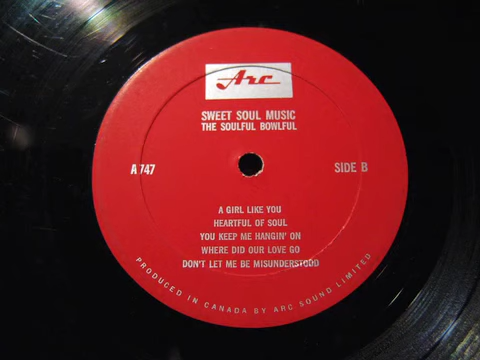 Arc
SWEET SOUL MUSIC
THE SOULFUL BOWLFUL
A 747
SIDE B
A GIRL LIKE YOU
HEARTFUL OF SOUL
YOU KEEP ME HANGIN' ON
WHERE DID OUR LOVE GO
DON'T LET ME BE MISUNDERSTODD
PRODUCED IN CANADA BY ARC SOUND LIMITED